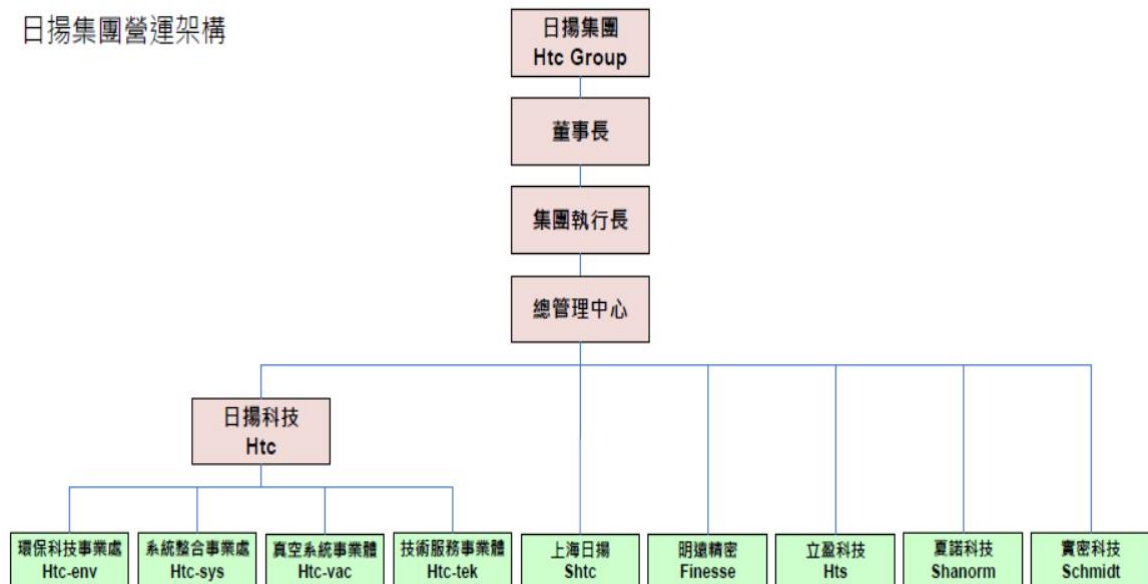 日揚集團營運架構
日揚集團
Htc Group
董事長
集團執行長
總管理中心
日揚科技
Htc
環保科技事業處
Htc-env
系統整合事業處
Htc-sys
真空系統事業體
Htc-vac
技術服務事業體
Htc-tek
上海日揚
Shtc
明遠精密
Finesse
立盈科技
Hts
夏諾科技
Shanorm
實密科技
Schmidt